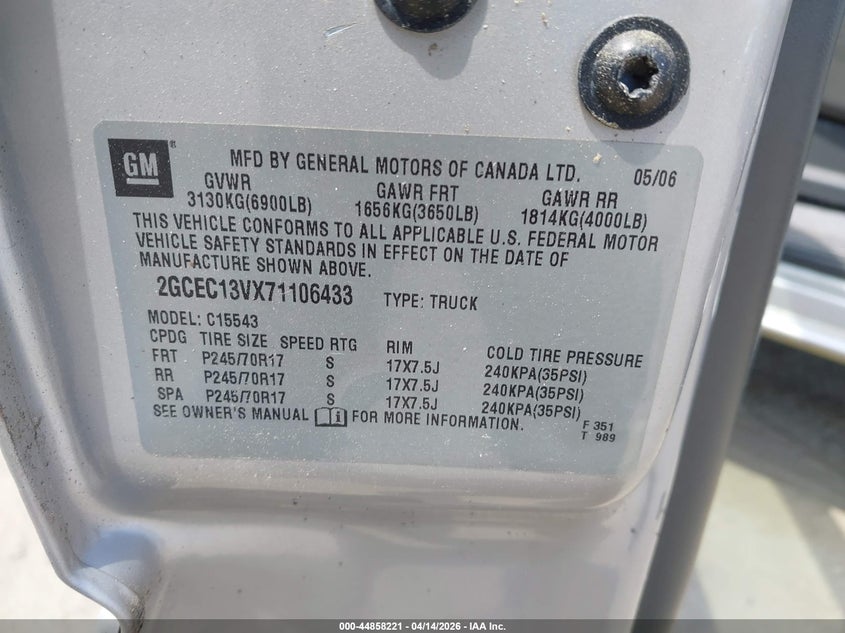 GM ® MFD BY GENERAL MOTORS OF CANADA LTD. 05/06
GVWR GAWR FRT GAWR RR
3130KG(6900LB) 1656KG(3650LB) 1814KG(4000LB)
THIS VEHICLE CONFORMS TO ALL APPLICABLE U.S. FEDERAL MOTOR
VEHICLE SAFETY STANDARDS IN EFFECT ON THE DATE OF
MANUFACTURE SHOWN ABOVE.
2GCEC13VX71106433 TYPE: TRUCK
MODEL: C15543
CPDG TIRE SIZE SPEED RTG RIM COLD TIRE PRESSURE
FRT P245/70R17 S 17X7.5J 240KPA(35PSI)
RR P245/70R17 S 17X7.5J 240KPA(35PSI)
SPA P245/70R17 S 17X7.5J 240KPA(35PSI)
SEE OWNER'S MANUAL i FOR MORE INFORMATION. F 351
T 989
000-44858221 - 04/14/2026 - IAA Inc.